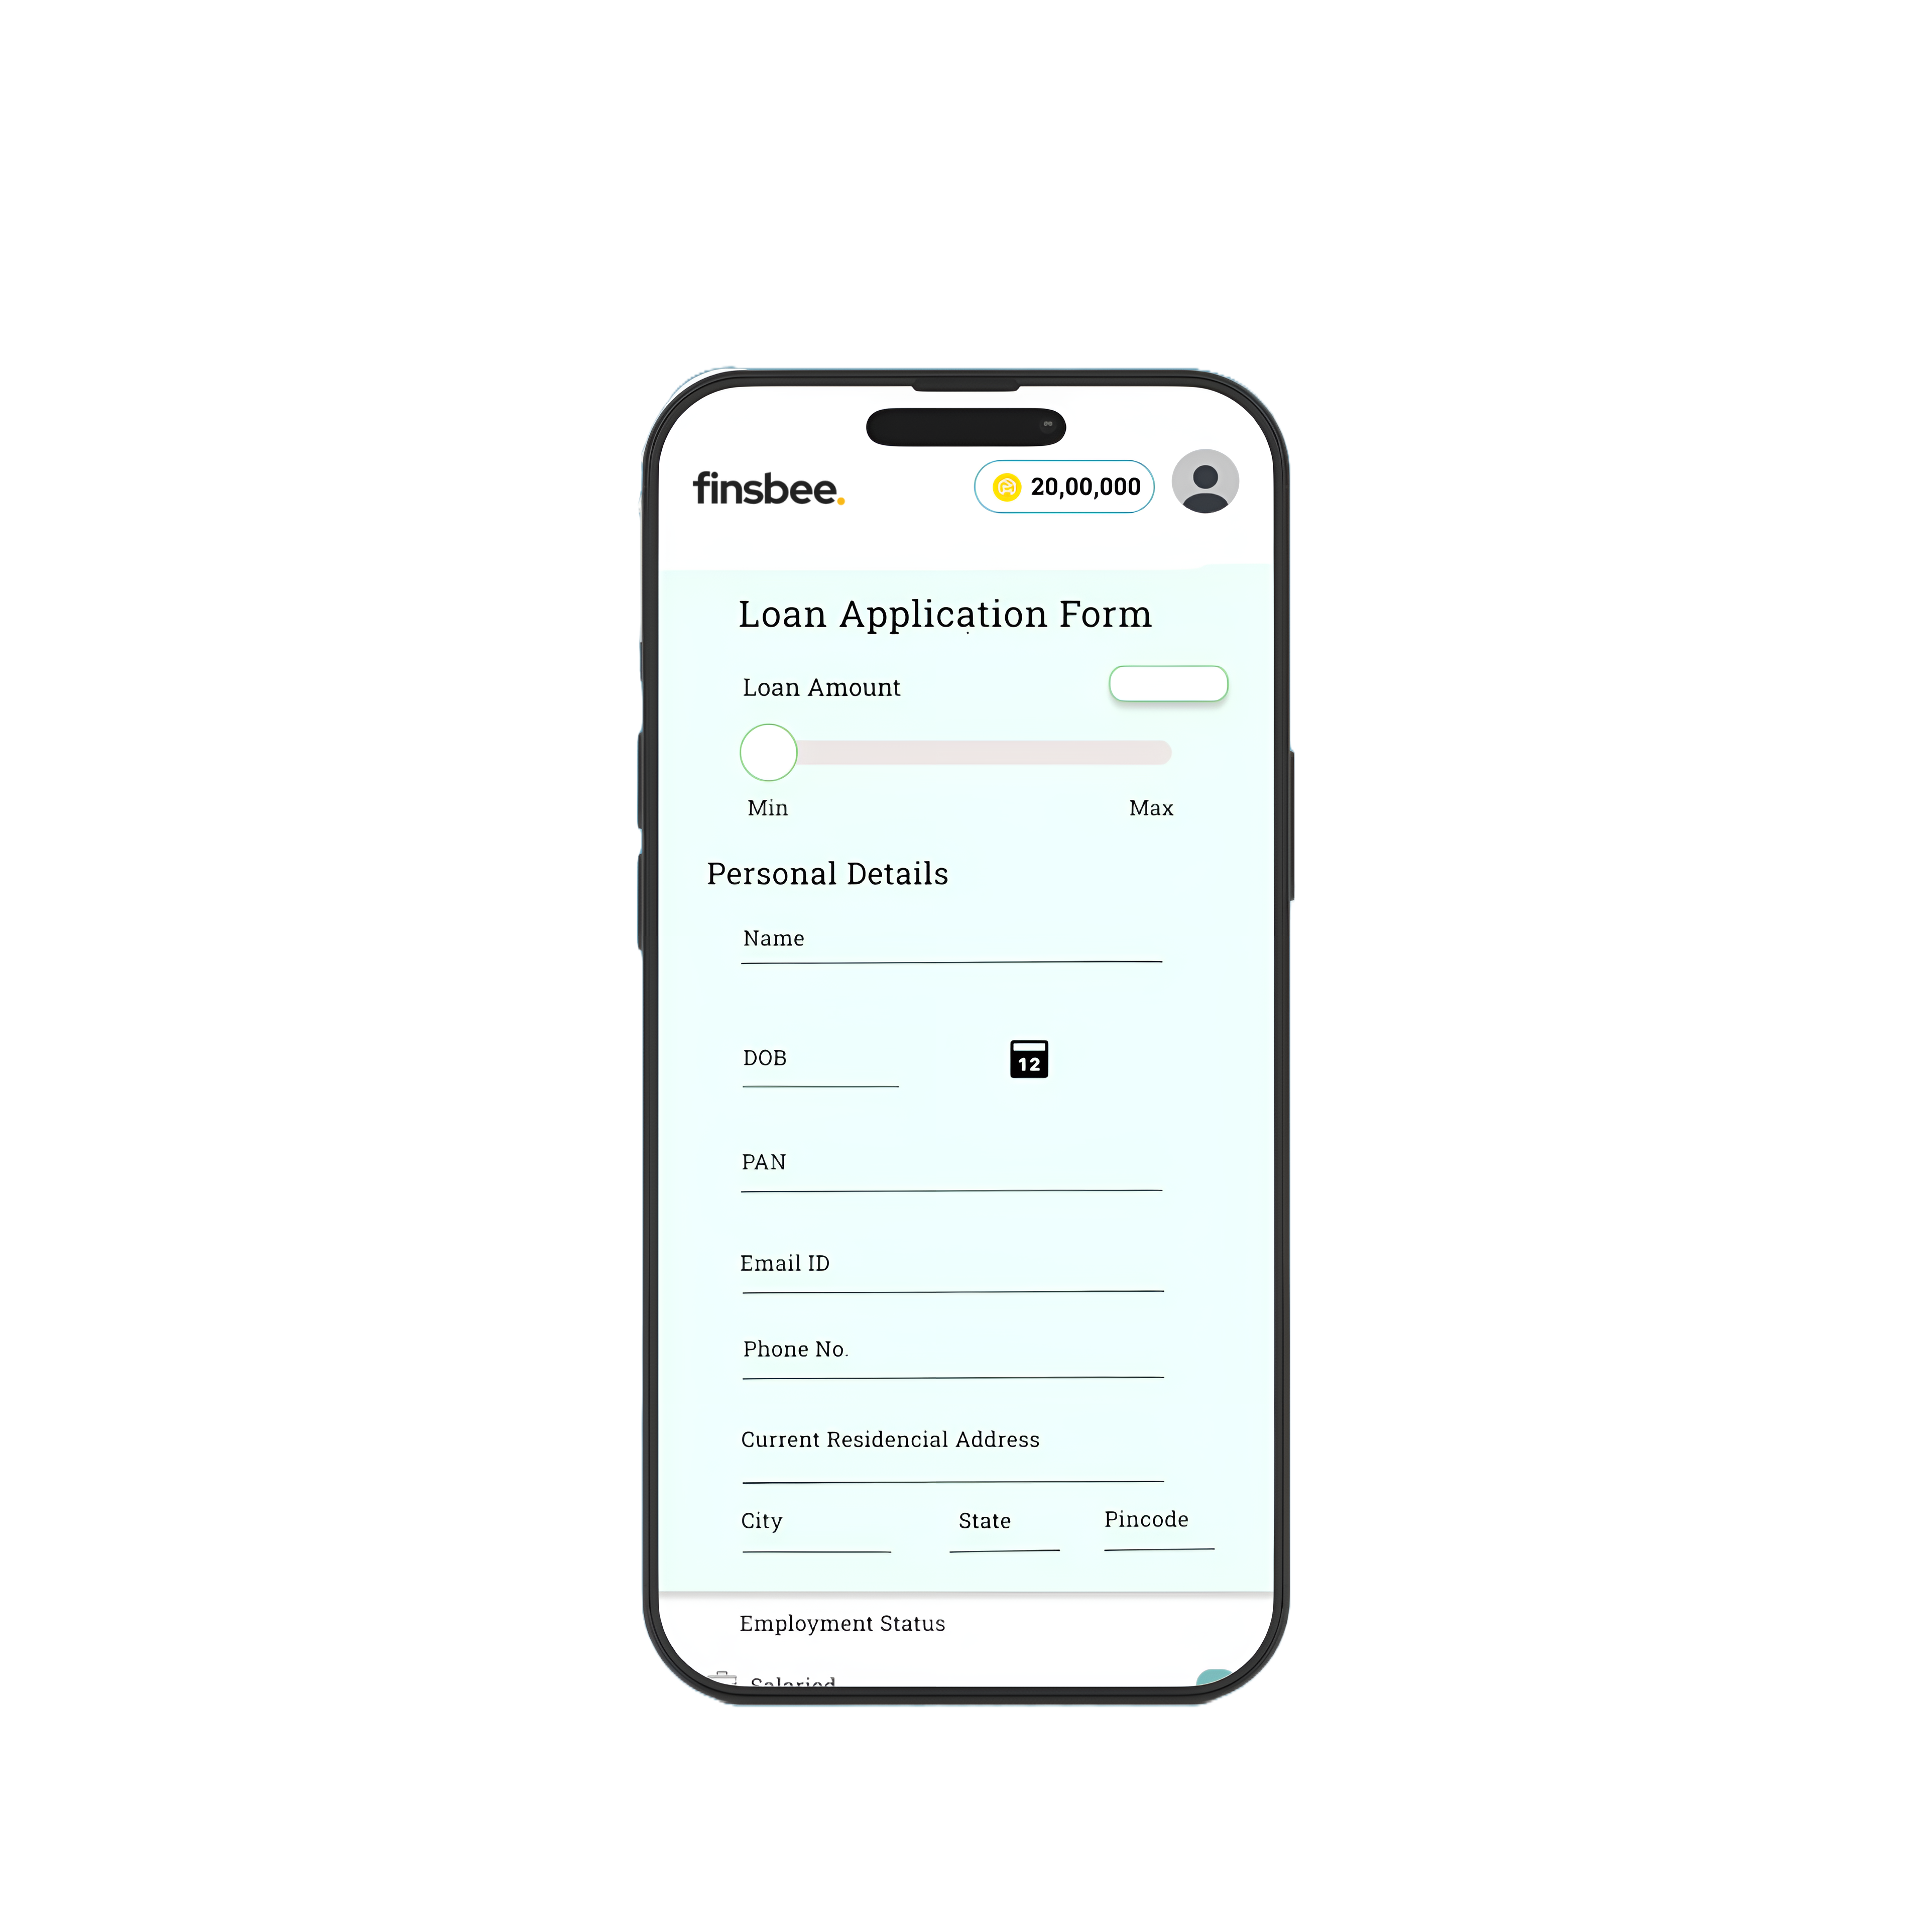 finsbee.
20,00,000
Loan Application Form
Loan Amount
Min Max
Personal Details
Name
DOB
12
PAN
Email ID
Phone No.
Current Residencial Address
City State Pincode
Employment Status
Salaried